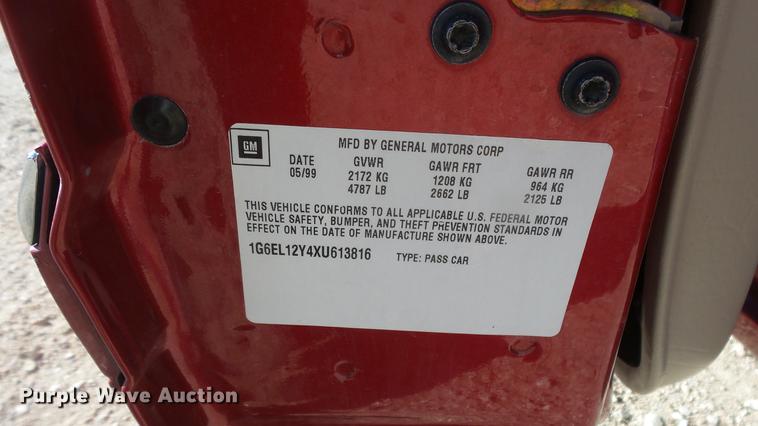 GM
MFD BY GENERAL MOTORS CORP
DATE GVWR GAWR FRT GAWR RR
05/99 2172 KG 1208 KG 964 KG
4787 LB 2662 LB 2125 LB
THIS VEHICLE CONFORMS TO ALL APPLICABLE U.S. FEDERAL MOTOR
VEHICLE SAFETY, BUMPER, AND THEFT PREVENTION STANDARDS IN
EFFECT ON THE DATE OF MANUFACTURE SHOWN ABOVE.
1G6EL12Y4XU613816 TYPE: PASS CAR
Purple Wave Auction